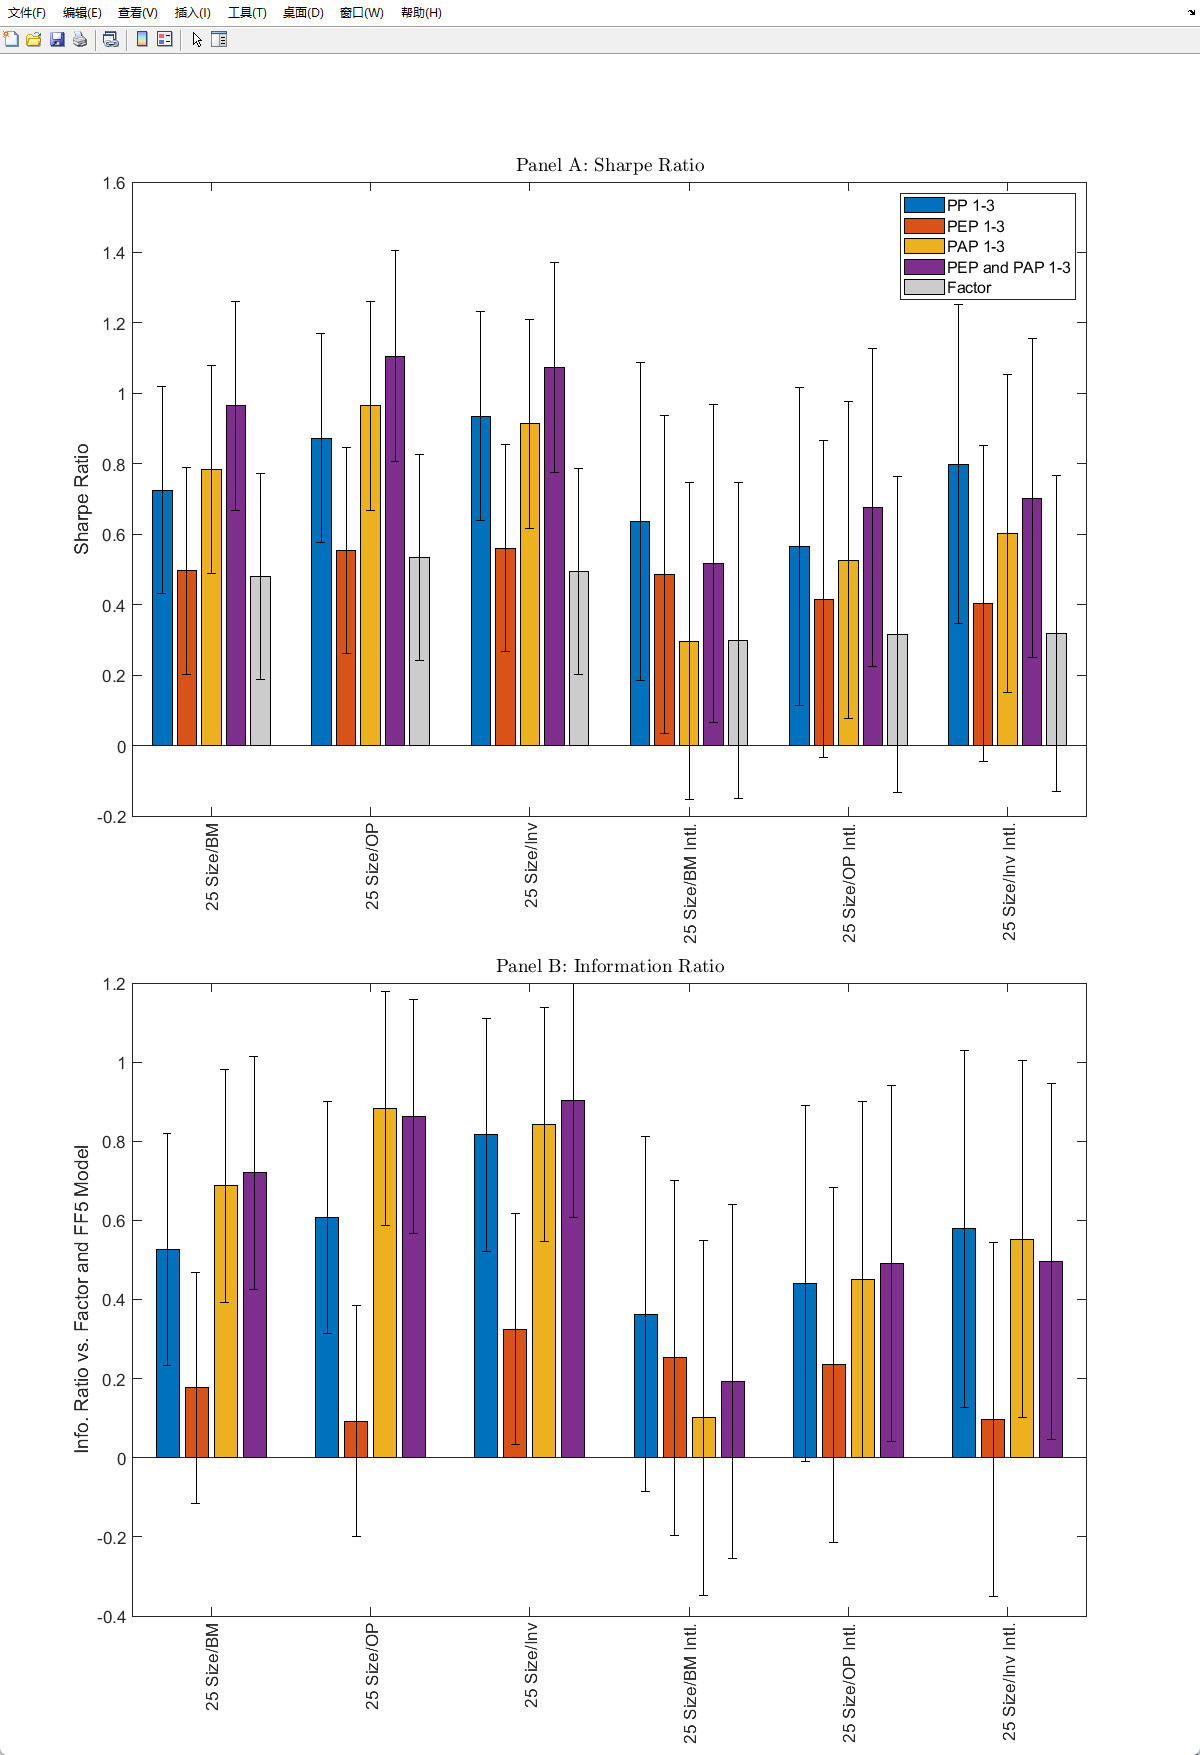 文件(F) 编辑(E) 查看(V) 插入(I) 工具(T) 桌面(D) 窗口(W) 帮助(H)
Panel A: Sharpe Ratio
1.6
1.4
1.2
1
0.8
0.6
0.4
0.2
0
-0.2
Sharpe Ratio
PP 1-3
PEP 1-3
PAP 1-3
PEP and PAP 1-3
Factor
25 Size/BM
25 Size/OP
25 Size/Inv
25 Size/BM Intl.
25 Size/OP Intl.
25 Size/Inv Intl.
Panel B: Information Ratio
1.2
1
0.8
0.6
0.4
0.2
0
-0.2
-0.4
Info. Ratio vs. Factor and FF5 Model
25 Size/BM
25 Size/OP
25 Size/Inv
25 Size/BM Intl.
25 Size/OP Intl.
25 Size/Inv Intl.